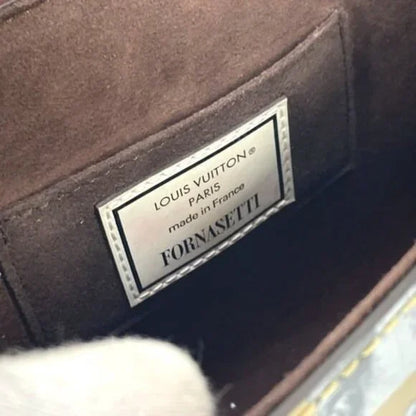 LOUIS VUITTON®
PARIS
made in France
FORNASETTI